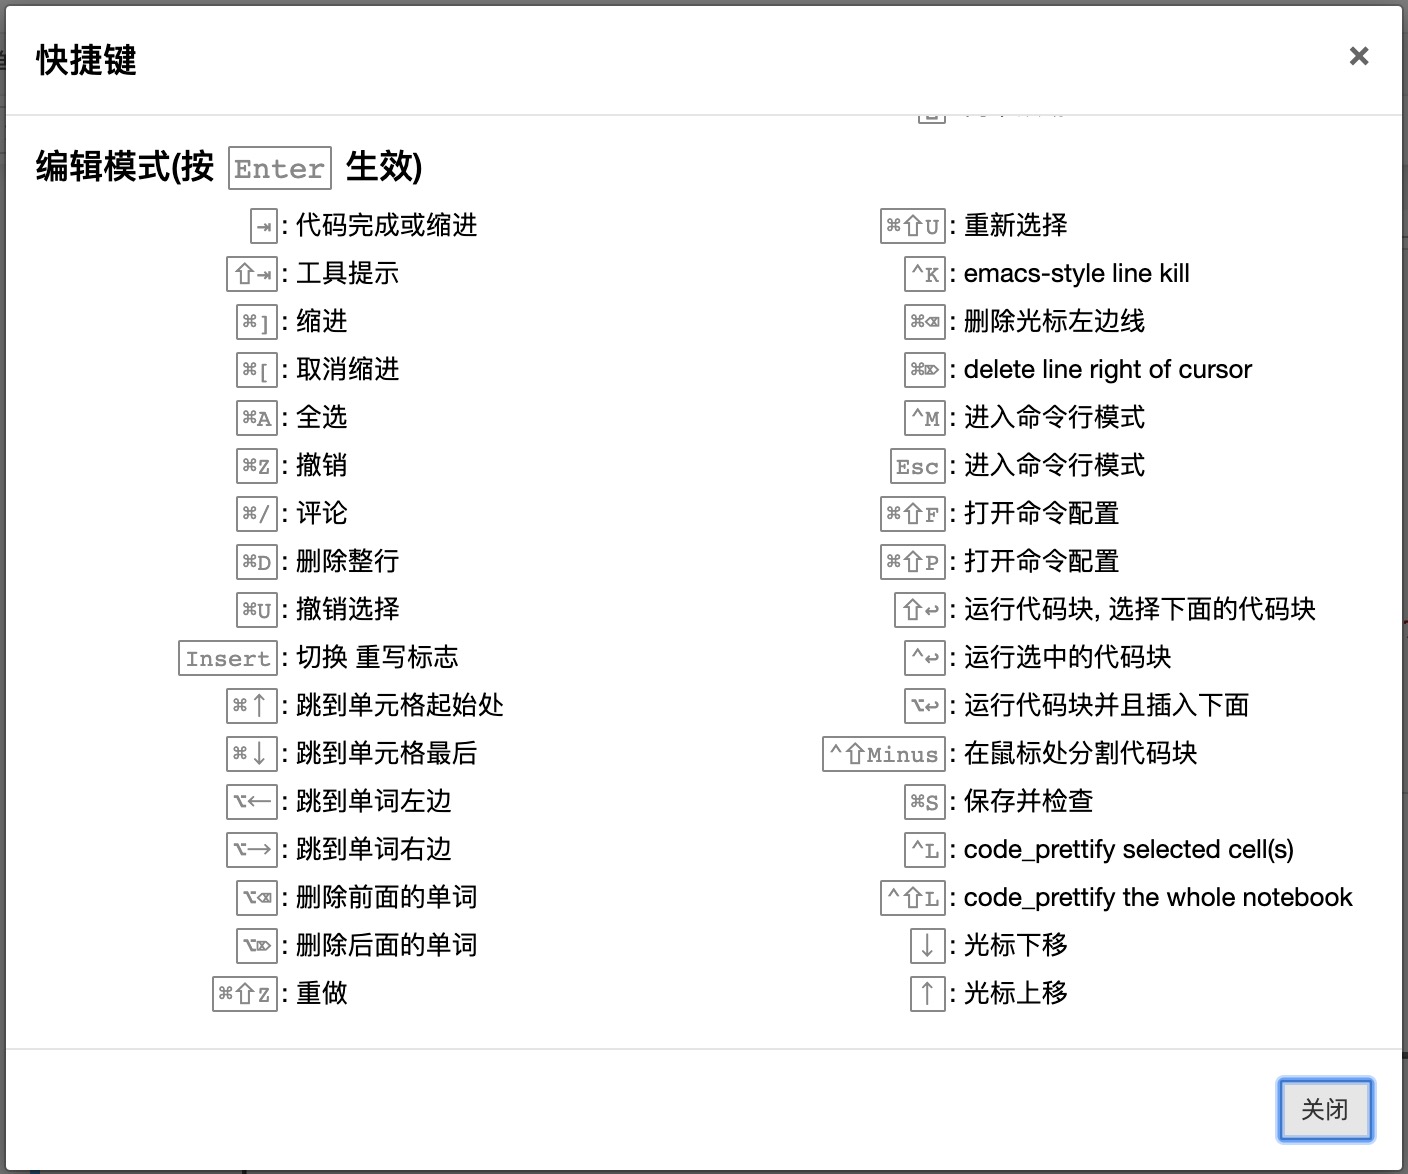 快捷键
×
编辑模式(按 Enter 生效)
⇥ : 代码完成或缩进
⇧⇥ : 工具提示
⌘] : 缩进
⌘[ : 取消缩进
⌘A : 全选
⌘Z : 撤销
⌘/ : 评论
⌘D : 删除整行
⌘U : 撤销选择
Insert : 切换 重写标志
⌘↑ : 跳到单元格起始处
⌘↓ : 跳到单元格最后
⌥← : 跳到单词左边
⌥→ : 跳到单词右边
⌥⌫ : 删除前面的单词
⌥⌦ : 删除后面的单词
⌘⇧Z : 重做
⌘⇧U : 重新选择
^K : emacs-style line kill
⌘⌫ : 删除光标左边线
⌘⌦ : delete line right of cursor
^M : 进入命令行模式
Esc : 进入命令行模式
⌘⇧F : 打开命令配置
⌘⇧P : 打开命令配置
⇧↩ : 运行代码块, 选择下面的代码块
^↩ : 运行选中的代码块
⌥↩ : 运行代码块并且插入下面
^⇧Minus : 在鼠标处分割代码块
⌘S : 保存并检查
^L : code_prettify selected cell(s)
^⇧L : code_prettify the whole notebook
↓ : 光标下移
↑ : 光标上移
关闭